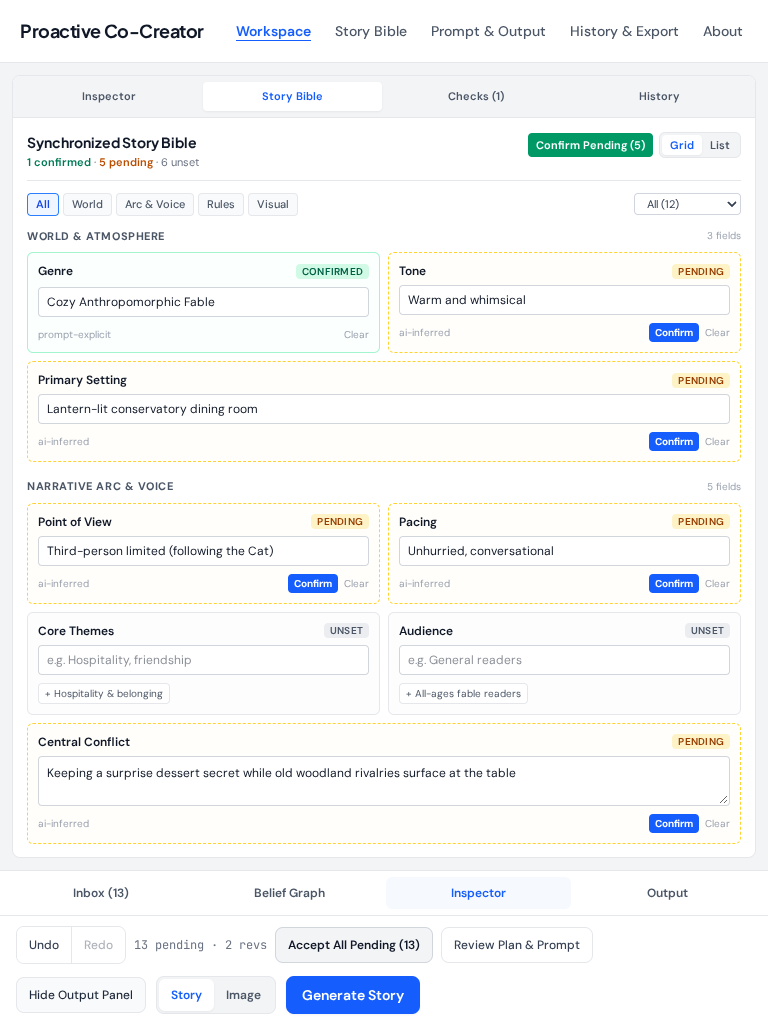 Proactive Co-Creator Workspace Story Bible Prompt & Output History & Export About
Inspector Story Bible Checks (1) History
Synchronized Story Bible
1 confirmed · 5 pending · 6 unset
Confirm Pending (5) Grid List
All World Arc & Voice Rules Visual All (12)
WORLD & ATMOSPHERE 3 fields
Genre CONFIRMED
Cozy Anthropomorphic Fable
prompt-explicit Clear
Tone PENDING
Warm and whimsical
ai-inferred Confirm Clear
Primary Setting PENDING
Lantern-lit conservatory dining room
ai-inferred Confirm Clear
NARRATIVE ARC & VOICE 5 fields
Point of View PENDING
Third-person limited (following the Cat)
ai-inferred Confirm Clear
Pacing PENDING
Unhurried, conversational
ai-inferred Confirm Clear
Core Themes UNSET
e.g. Hospitality, friendship
+ Hospitality & belonging
Audience UNSET
e.g. General readers
+ All-ages fable readers
Central Conflict PENDING
Keeping a surprise dessert secret while old woodland rivalries surface at the table
ai-inferred Confirm Clear
Inbox (13) Belief Graph Inspector Output
Undo Redo 13 pending · 2 revs Accept All Pending (13) Review Plan & Prompt
Hide Output Panel Story Image Generate Story